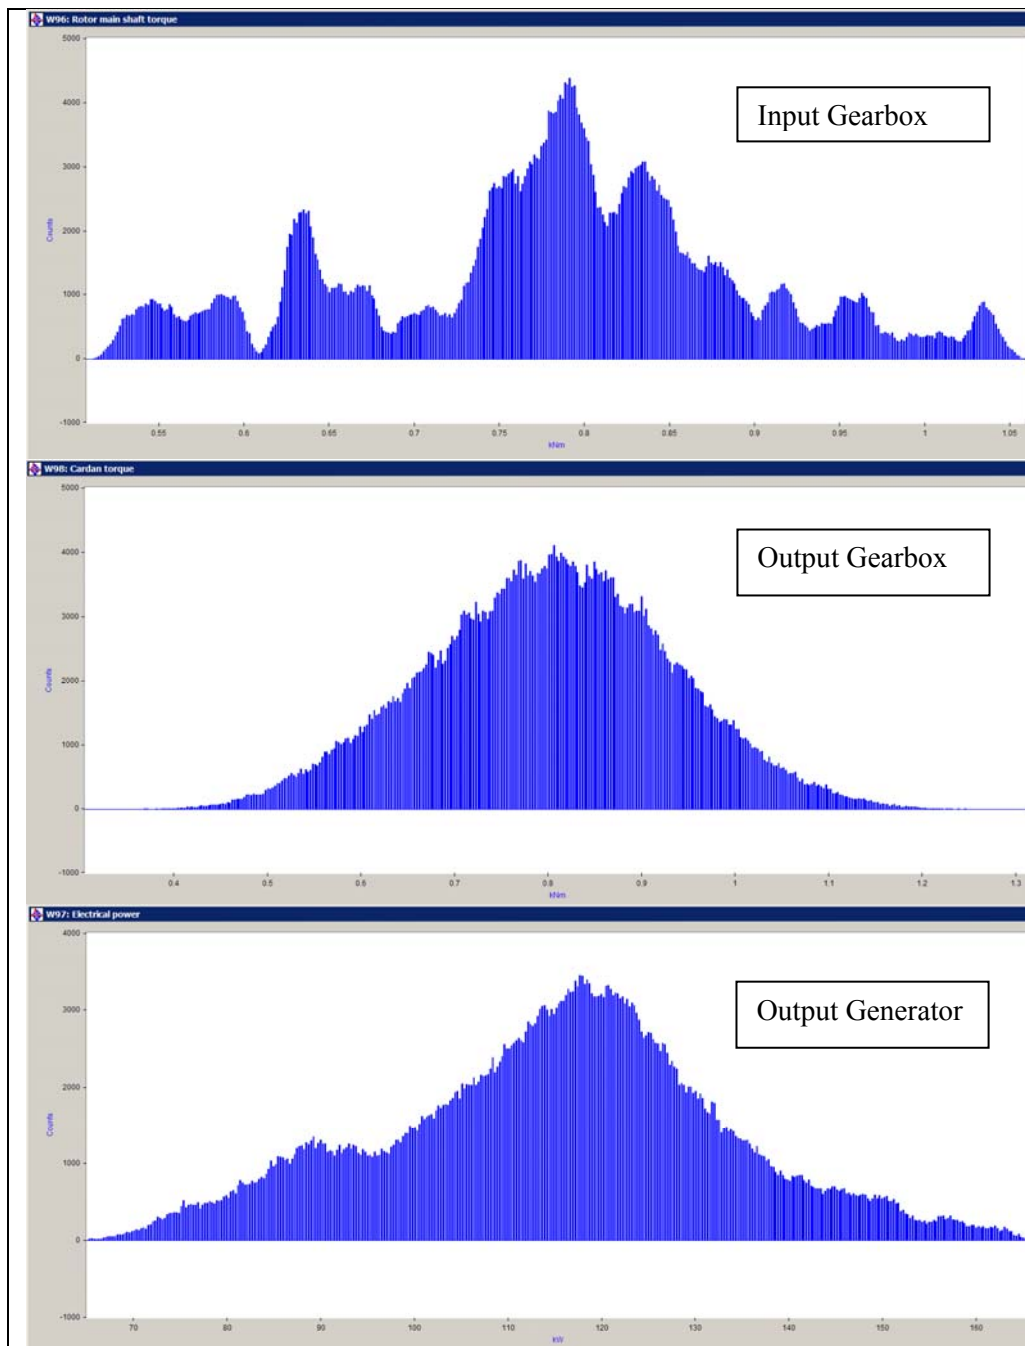 W96: Rotor main shaft torque
5000
4000
3000
2000
1000
0
-1000
Counts
Input Gearbox
0.55 0.6 0.65 0.7 0.75 0.8 0.85 0.9 0.95 1 1.05
kNm
W98: Cardan torque
5000
4000
3000
2000
1000
0
-1000
Counts
Output Gearbox
0.4 0.5 0.6 0.7 0.8 0.9 1 1.1 1.2 1.3
kNm
W97: Electrical power
4000
3000
2000
1000
0
-1000
Counts
Output Generator
70 80 90 100 110 120 130 140 150 160
kW